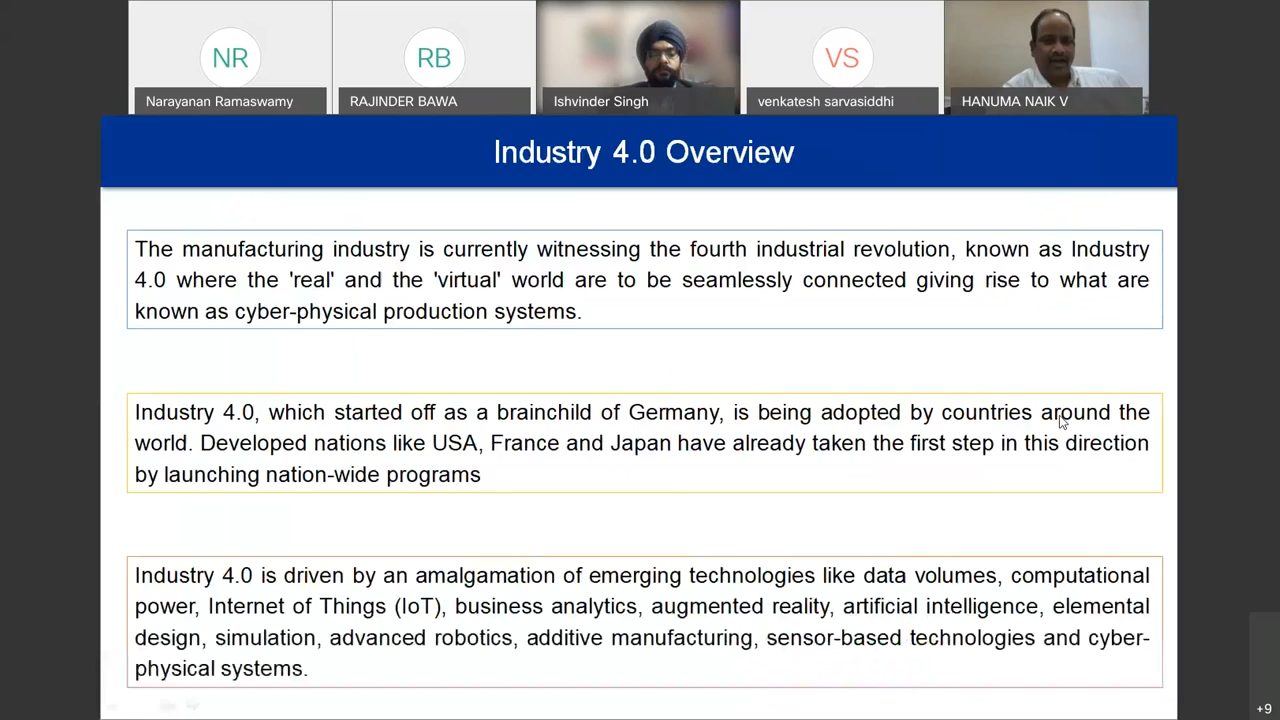 NR
RB
VS
Narayanan Ramaswamy
RAJINDER BAWA
Ishvinder Singh
venkatesh sarvasiddhi
HANUMA NAIK V
Industry 4.0 Overview
The manufacturing industry is currently witnessing the fourth industrial revolution, known as Industry
4.0 where the 'real' and the 'virtual' world are to be seamlessly connected giving rise to what are
known as cyber-physical production systems.
Industry 4.0, which started off as a brainchild of Germany, is being adopted by countries around the
world. Developed nations like USA, France and Japan have already taken the first step in this direction
by launching nation-wide programs
Industry 4.0 is driven by an amalgamation of emerging technologies like data volumes, computational
power, Internet of Things (IoT), business analytics, augmented reality, artificial intelligence, elemental
design, simulation, advanced robotics, additive manufacturing, sensor-based technologies and cyber-
physical systems.
+9